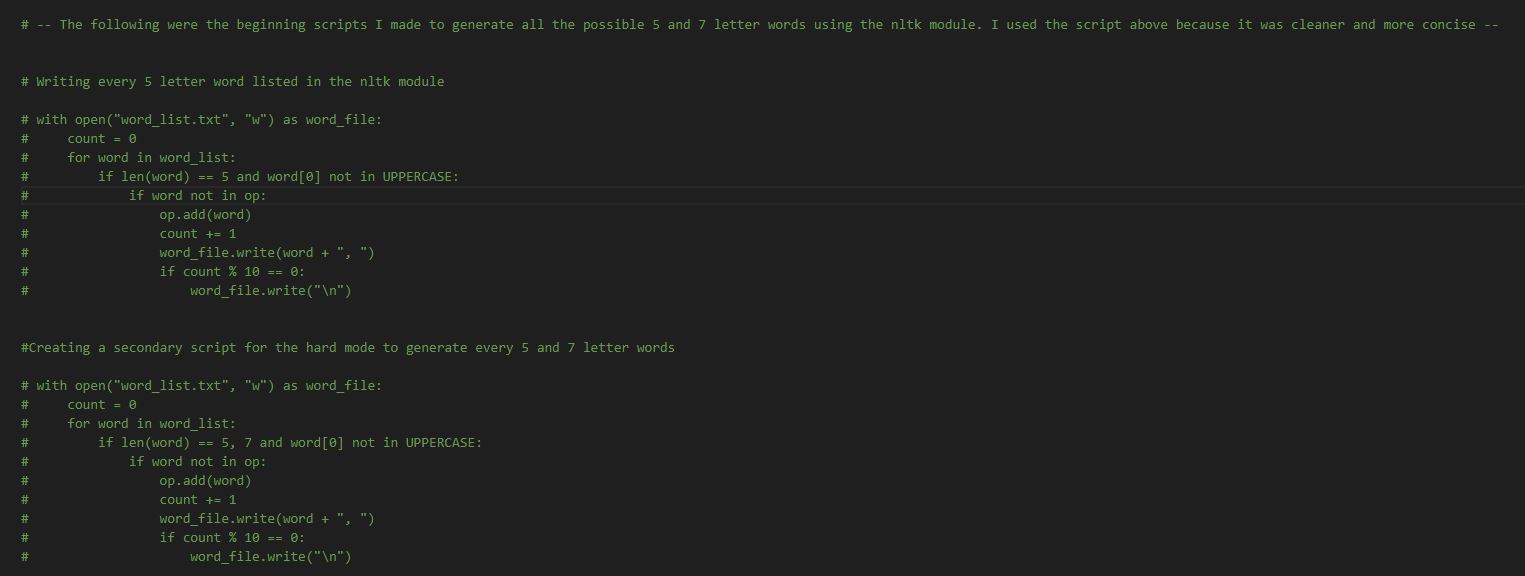 # -- The following were the beginning scripts I made to generate all the possible 5 and 7 letter words using the nltk module. I used the script above because it was cleaner and more concise --
# Writing every 5 letter word listed in the nltk module
# with open("word_list.txt", "w") as word_file:
#     count = 0
#     for word in word_list:
#         if len(word) == 5 and word[0] not in UPPERCASE:
#             if word not in op:
#                 op.add(word)
#                 count += 1
#                 word_file.write(word + ", ")
#                 if count % 10 == 0:
#                     word_file.write("\n")
#Creating a secondary script for the hard mode to generate every 5 and 7 letter words
# with open("word_list.txt", "w") as word_file:
#     count = 0
#     for word in word_list:
#         if len(word) == 5, 7 and word[0] not in UPPERCASE:
#             if word not in op:
#                 op.add(word)
#                 count += 1
#                 word_file.write(word + ", ")
#                 if count % 10 == 0:
#                     word_file.write("\n")